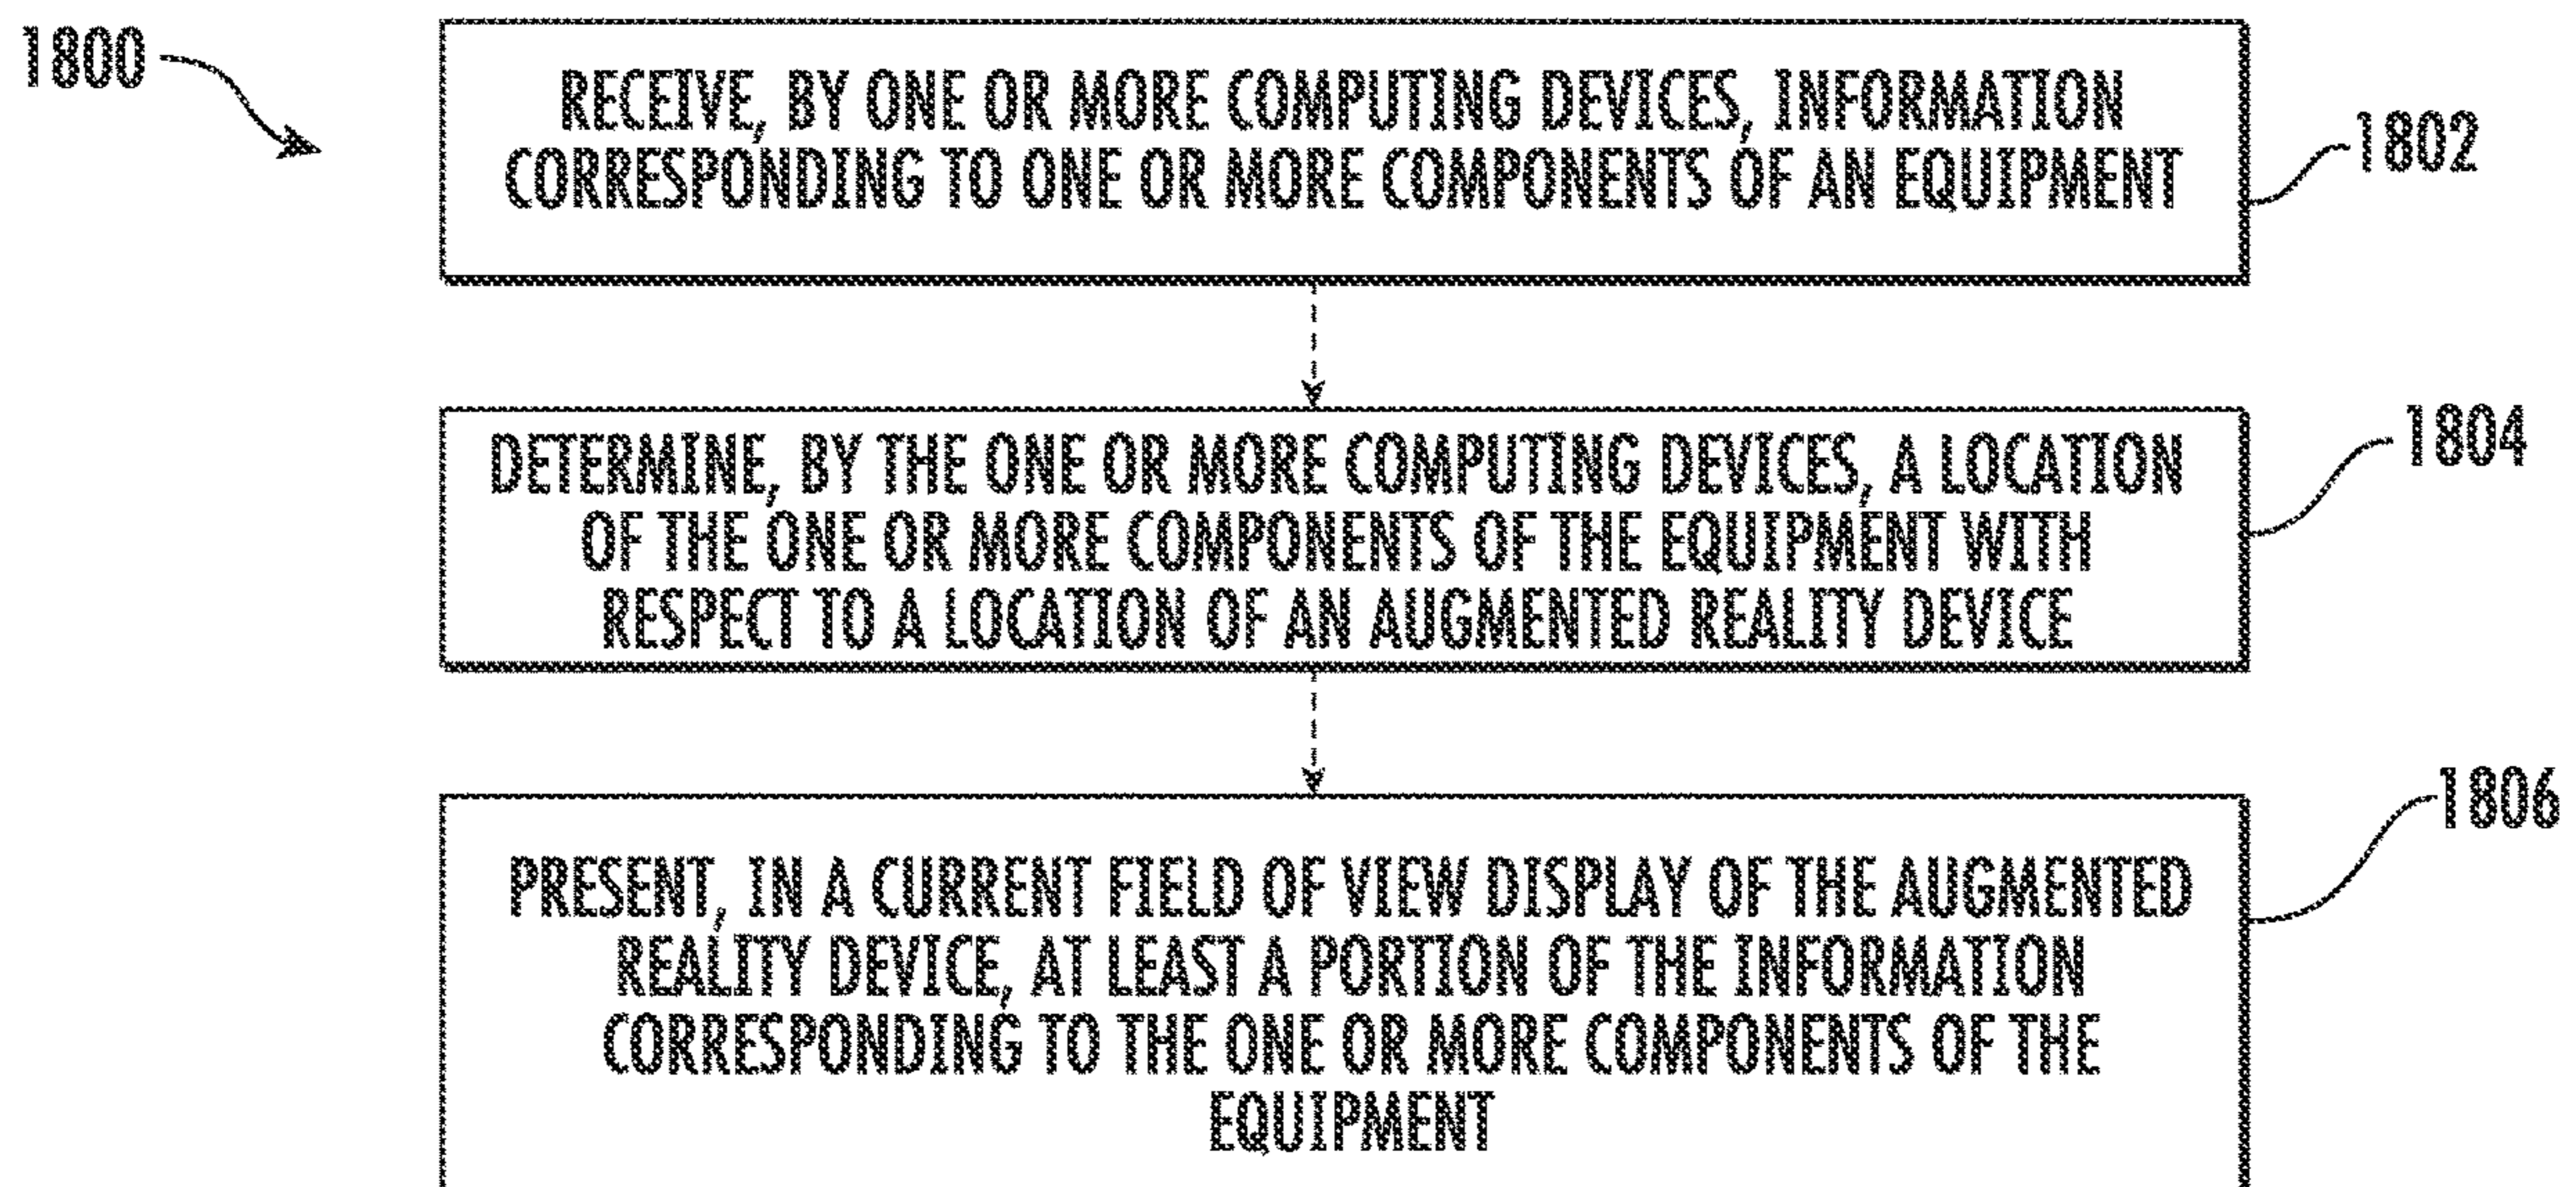 1800
RECEIVE, BY ONE OR MORE COMPUTING DEVICES, INFORMATION
CORRESPONDING TO ONE OR MORE COMPONENTS OF AN EQUIPMENT
1802
DETERMINE, BY THE ONE OR MORE COMPUTING DEVICES, A LOCATION
OF THE ONE OR MORE COMPONENTS OF THE EQUIPMENT WITH
RESPECT TO A LOCATION OF AN AUGMENTED REALITY DEVICE
1804
PRESENT, IN A CURRENT FIELD OF VIEW DISPLAY OF THE AUGMENTED
REALITY DEVICE, AT LEAST A PORTION OF THE INFORMATION
CORRESPONDING TO THE ONE OR MORE COMPONENTS OF THE
EQUIPMENT
1806